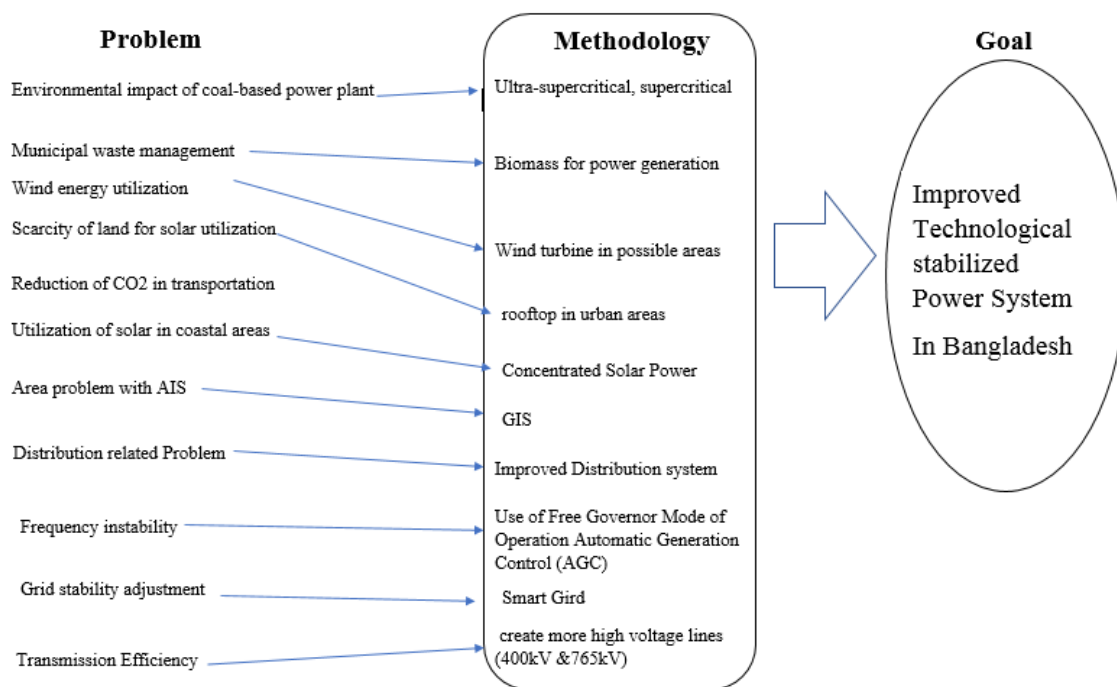 Problem
Environmental impact of coal-based power plant
Municipal waste management
Wind energy utilization
Scarcity of land for solar utilization
Reduction of CO2 in transportation
Utilization of solar in coastal areas
Area problem with AIS
Distribution related Problem
Frequency instability
Grid stability adjustment
Transmission Efficiency
Methodology
Ultra-supercritical, supercritical
Biomass for power generation
Wind turbine in possible areas
rooftop in urban areas
Concentrated Solar Power
GIS
Improved Distribution system
Use of Free Governor Mode of
Operation Automatic Generation
Control (AGC)
Smart Gird
create more high voltage lines
(400kV &765kV)
Goal
Improved
Technological
stabilized
Power System
In Bangladesh